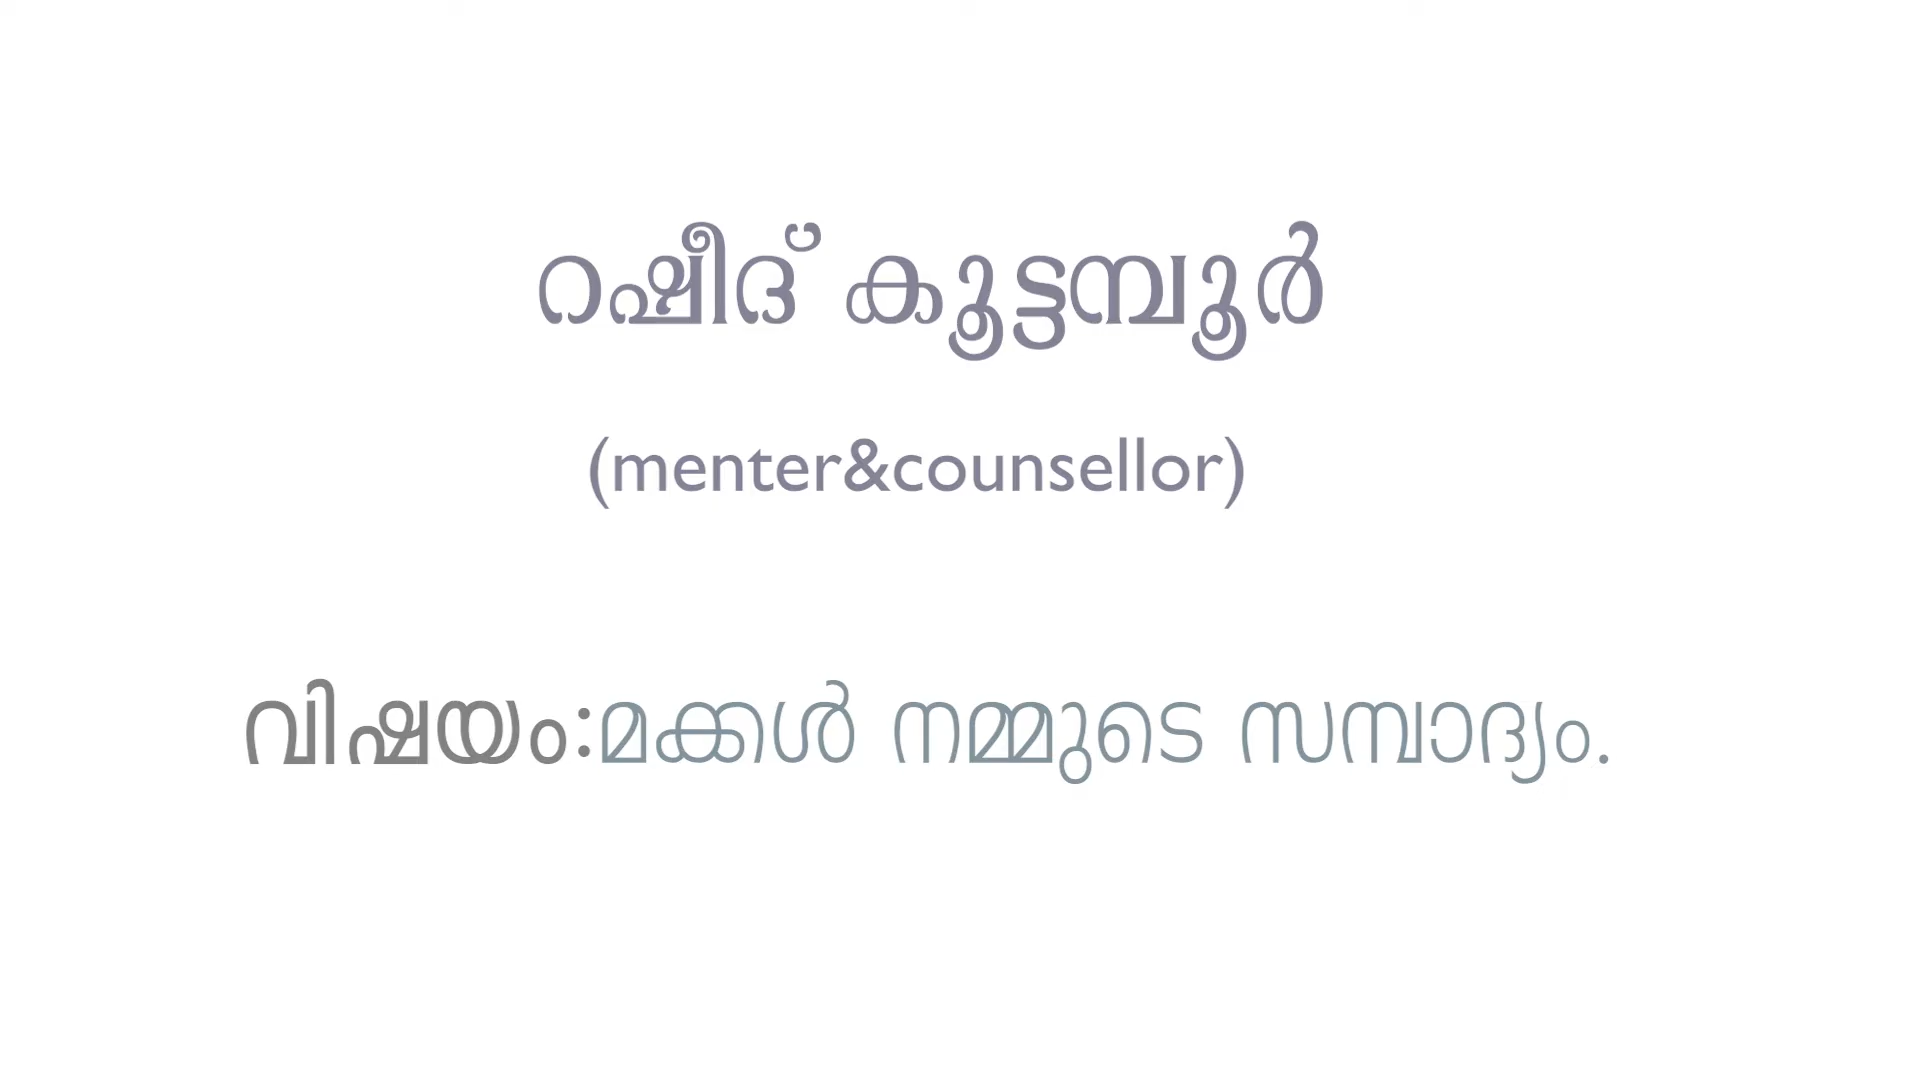 റഷീദ് കൂട്ടമ്പൂർ
(menter&counsellor)
വിഷയം:മക്കൾ നമ്മുടെ സമ്പാദ്യം.